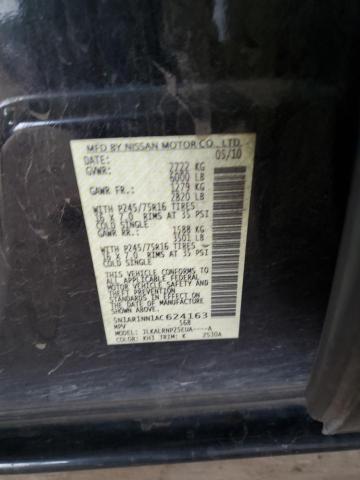 MFD BY NISSAN MOTOR CO., LTD.
DATE: 05/10
GVWR: 2722 KG
6000 LB
GAWR FR: 1279 KG
2820 LB
WITH P245/75R16 TIRES
16 X 7.0 RIMS AT 35 PSI
COLD SINGLE
GAWR RR: 1588 KG
3501 LB
WITH P245/75R16 TIRES
16 X 7.0 RIMS AT 35 PSI
COLD SINGLE
THIS VEHICLE CONFORMS TO ALL
APPLICABLE U.S. FEDERAL MOTOR
VEHICLE SAFETY STANDARDS IN
EFFECT ON THE DATE OF MANUFACTURE
SHOWN ABOVE.
5N1AR1NN1AC624163
MPV 568
MODEL: JLKALRNPZ5EUA----A
COLOR: KH3 TRIM: K 2530A